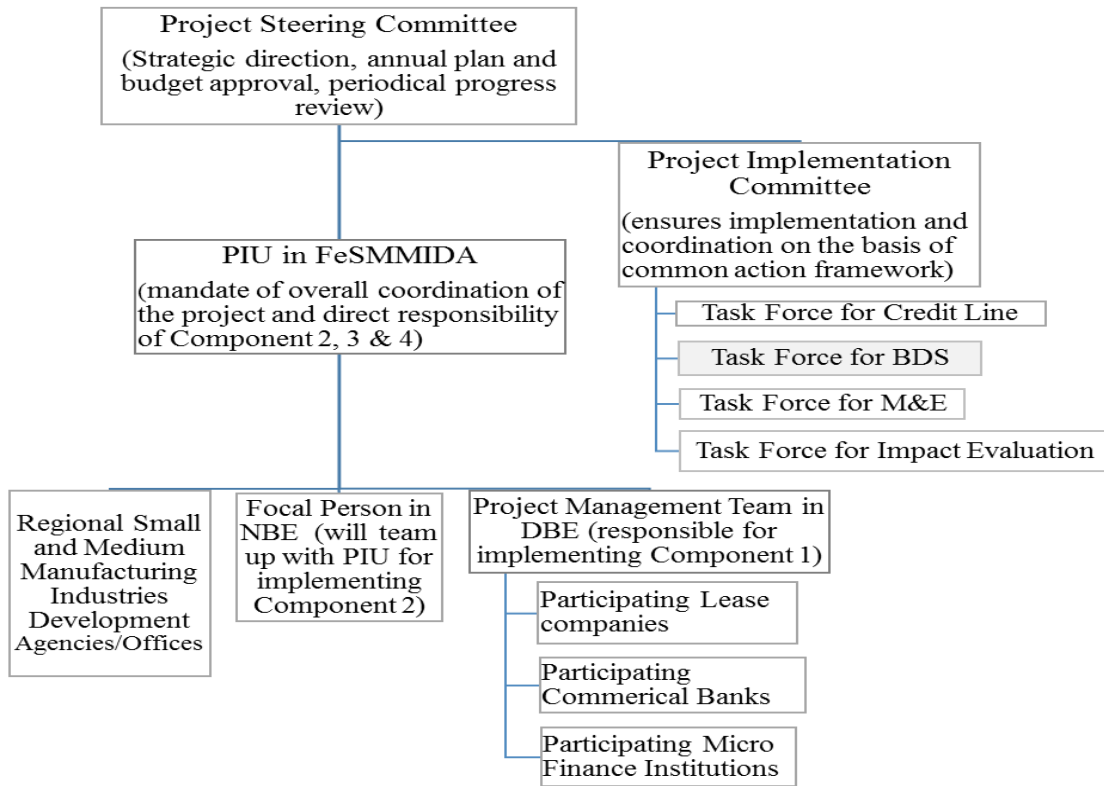 Project Steering Committee
(Strategic direction, annual plan and
budget approval, periodical progress
review)
Project Implementation
Committee
(ensures implementation and
coordination on the basis of
common action framework)
PIU in FeSMMIDA
(mandate of overall coordination of
the project and direct responsibility
of Component 2, 3 & 4)
Task Force for Credit Line
Task Force for BDS
Task Force for M&E
Task Force for Impact Evaluation
Regional Small
and Medium
Manufacturing
Industries
Development
Agencies/Offices
Focal Person in
NBE (will team
up with PIU for
implementing
Component 2)
Project Management Team in
DBE (responsible for
implementing Component 1)
Participating Lease
companies
Participating
Commerical Banks
Participating Micro
Finance Institutions